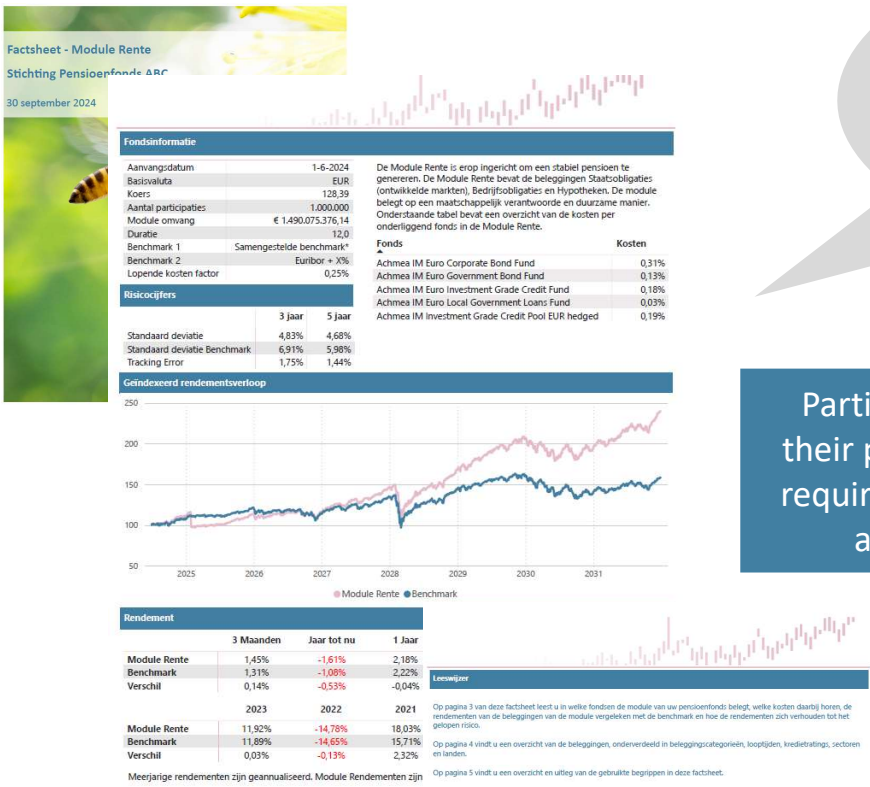 Factsheet - Module Rente
Stichting Pensioenfonds ABC
30 september 2024
Fondsinformatie
Aanvangsdatum 1-6-2024
Basisvaluta EUR
Koers 128,39
Aantal participaties 1.000.000
Module omvang € 1.490.075.376,14
Duratie 12,0
Benchmark 1 Samengestelde benchmark*
Benchmark 2 Euribor + X%
Lopende kosten factor 0,25%
De Module Rente is erop ingericht om een stabiel pensioen te
genereren. De Module Rente bevat de beleggingen Staatsobligaties
(ontwikkelde markten), Bedrijfsobligaties en Hypotheken. De module
belegt op een maatschappelijk verantwoorde en duurzame manier.
Onderstaande tabel bevat een overzicht van de kosten per
onderliggend fonds in de Module Rente.
Fonds Kosten
Achmea IM Euro Corporate Bond Fund 0,31%
Achmea IM Euro Government Bond Fund 0,13%
Achmea IM Euro Investment Grade Credit Fund 0,18%
Achmea IM Euro Local Government Loans Fund 0,03%
Achmea IM Investment Grade Credit Pool EUR hedged 0,19%
Risicocijfers
3 jaar 5 jaar
Standaard deviatie 4,83% 4,68%
Standaard deviatie Benchmark 6,91% 5,98%
Tracking Error 1,75% 1,44%
Geïndexeerd rendementsverloop
250
200
150
100
50
2025 2026 2027 2028 2029 2030 2031
Module Rente Benchmark
Parti
their p
requir
a
Rendement
3 Maanden Jaar tot nu 1 Jaar
Module Rente 1,45% -1,61% 2,18%
Benchmark 1,31% -1,08% 2,22%
Verschil 0,14% -0,53% -0,04%
2023 2022 2021
Module Rente 11,92% -14,78% 18,03%
Benchmark 11,89% -14,65% 15,71%
Verschil 0,03% -0,13% 2,32%
Meerjarige rendementen zijn geannualiseerd. Module Rendementen zijn
Leeswijzer
Op pagina 3 van deze factsheet leest u in welke fondsen de module van uw pensioenfonds belegt, welke kosten daarbij horen, de
rendementen van de beleggingen van de module vergeleken met de benchmark en hoe de rendementen zich verhouden tot het
gelopen risico.
Op pagina 4 vindt u een overzicht van de beleggingen, onderverdeeld in beleggingscategorieën, looptijden, kredietratings, sectoren
en landen.
Op pagina 5 vindt u een overzicht en uitleg van de gebruikte begrippen in deze factsheet.